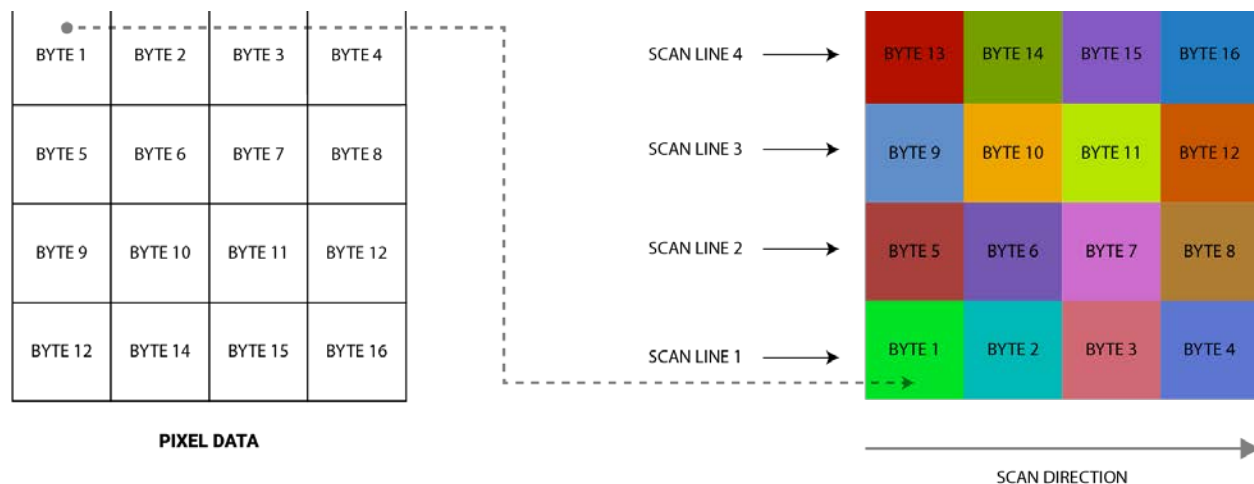 BYTE 1 BYTE 2 BYTE 3 BYTE 4
BYTE 5 BYTE 6 BYTE 7 BYTE 8
BYTE 9 BYTE 10 BYTE 11 BYTE 12
BYTE 12 BYTE 14 BYTE 15 BYTE 16
PIXEL DATA
SCAN LINE 4 BYTE 13 BYTE 14 BYTE 15 BYTE 16
SCAN LINE 3 BYTE 9 BYTE 10 BYTE 11 BYTE 12
SCAN LINE 2 BYTE 5 BYTE 6 BYTE 7 BYTE 8
SCAN LINE 1 BYTE 1 BYTE 2 BYTE 3 BYTE 4
SCAN DIRECTION